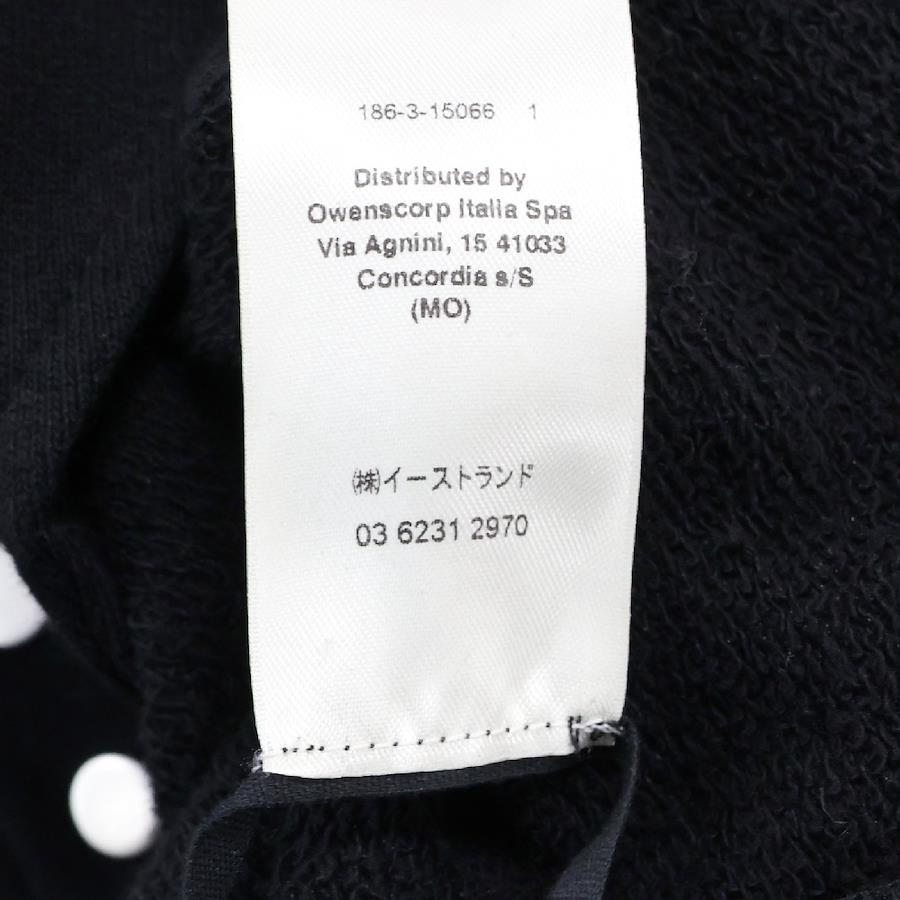 186-3-15066 1
Distributed by
Owenscorp Italia Spa
Via Agnini, 15 41033
Concordia s/S
(MO)
㈱イーストランド
03 6231 2970